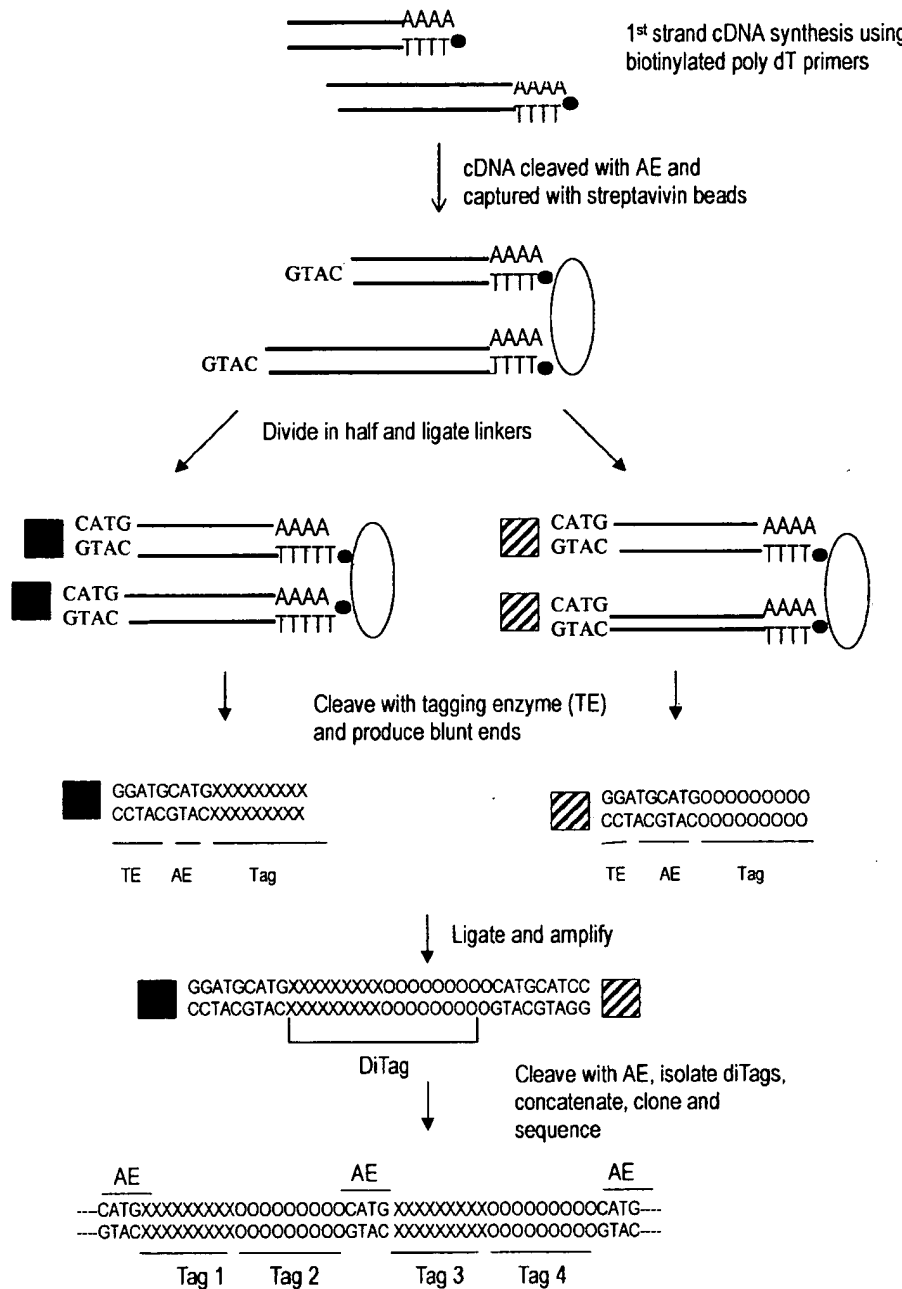 AAAA
TTTT
1st strand cDNA synthesis using
biotinylated poly dT primers
AAAA
TTTT
cDNA cleaved with AE and
captured with streptavivin beads
AAAA
GTAC TTTT
AAAA
GTAC TTTT
Divide in half and ligate linkers
CATG AAAA CATG AAAA
GTAC TTTTT GTAC TTTT
CATG AAAA CATG AAAA
GTAC TTTTT GTAC TTTT
Cleave with tagging enzyme (TE)
and produce blunt ends
GGATGCATGXXXXXXXXX GGATGCATGOOOOOOOOO
CCTACGTACXXXXXXXXX CCTACGTACOOOOOOOOO
TE AE Tag TE AE Tag
Ligate and amplify
GGATGCATGXXXXXXXXXOOOOOOOOOCATGCATCC
CCTACGTACXXXXXXXXXOOOOOOOOOGTACGTAGG
DiTag
Cleave with AE, isolate diTags,
concatenate, clone and
sequence
AE AE AE
---CATGXXXXXXXXXOOOOOOOOOCATG XXXXXXXXXOOOOOOOOOCATG----
---GTACXXXXXXXXXOOOOOOOOOGTAC XXXXXXXXXOOOOOOOOOGTAC----
Tag 1 Tag 2 Tag 3 Tag 4